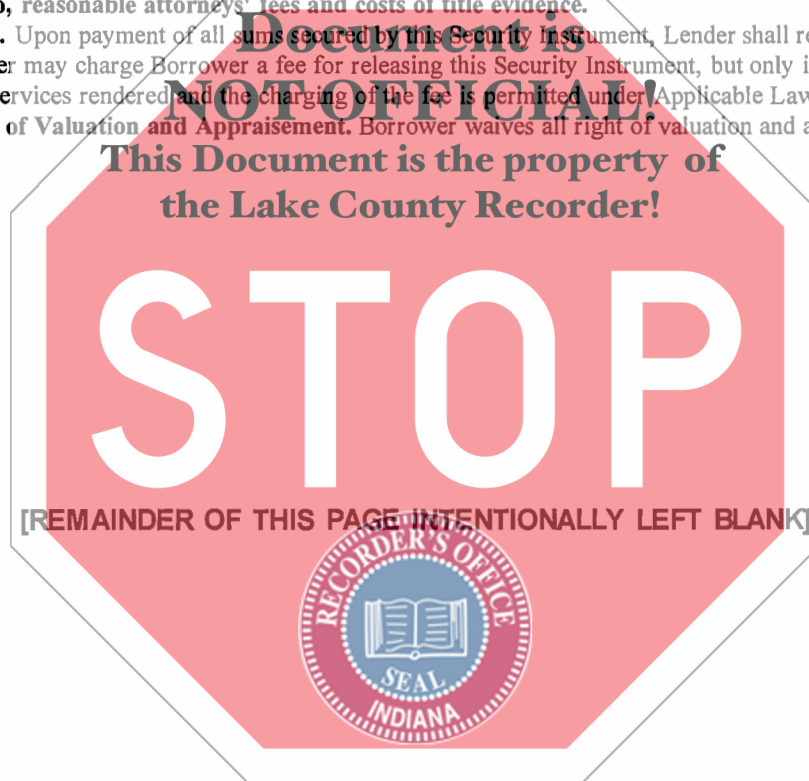 o, reasonable attorneys' fees and costs of title evidence.
. Upon payment of all sums secured by this Security Instrument, Lender shall re
er may charge Borrower a fee for releasing this Security Instrument, but only i
ervices rendered and the charging of the fee is permitted under Applicable Law
of Valuation and Appraisement. Borrower waives all right of valuation and a
Document is
NOT OFFICIAL!
This Document is the property of
the Lake County Recorder!
STOP
[REMAINDER OF THIS PAGE INTENTIONALLY LEFT BLANK]
RECORDER'S OFFICE
SEAL
INDIANA